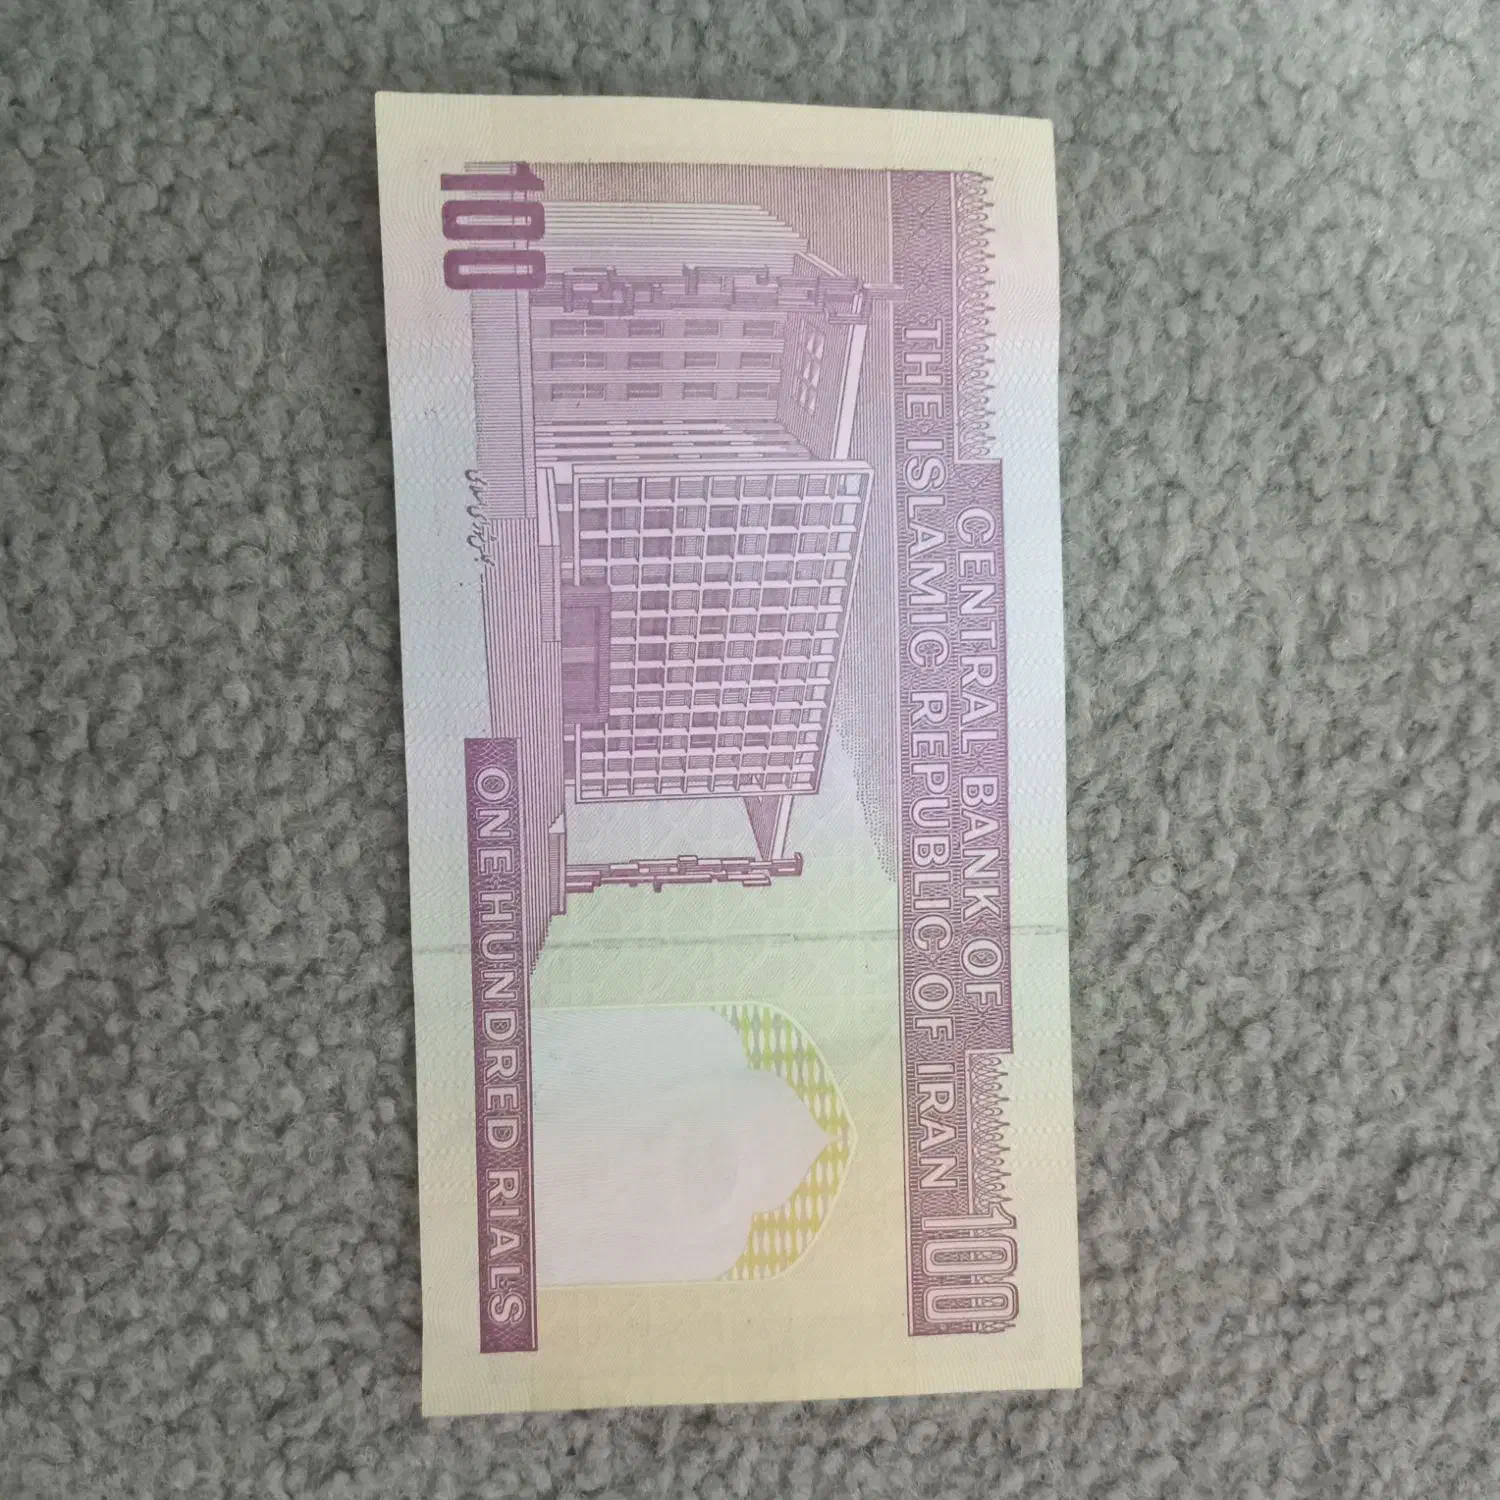 CENTRAL BANK OF
THE ISLAMIC REPUBLIC OF IRAN
100
100
ONE HUNDRED RIALS